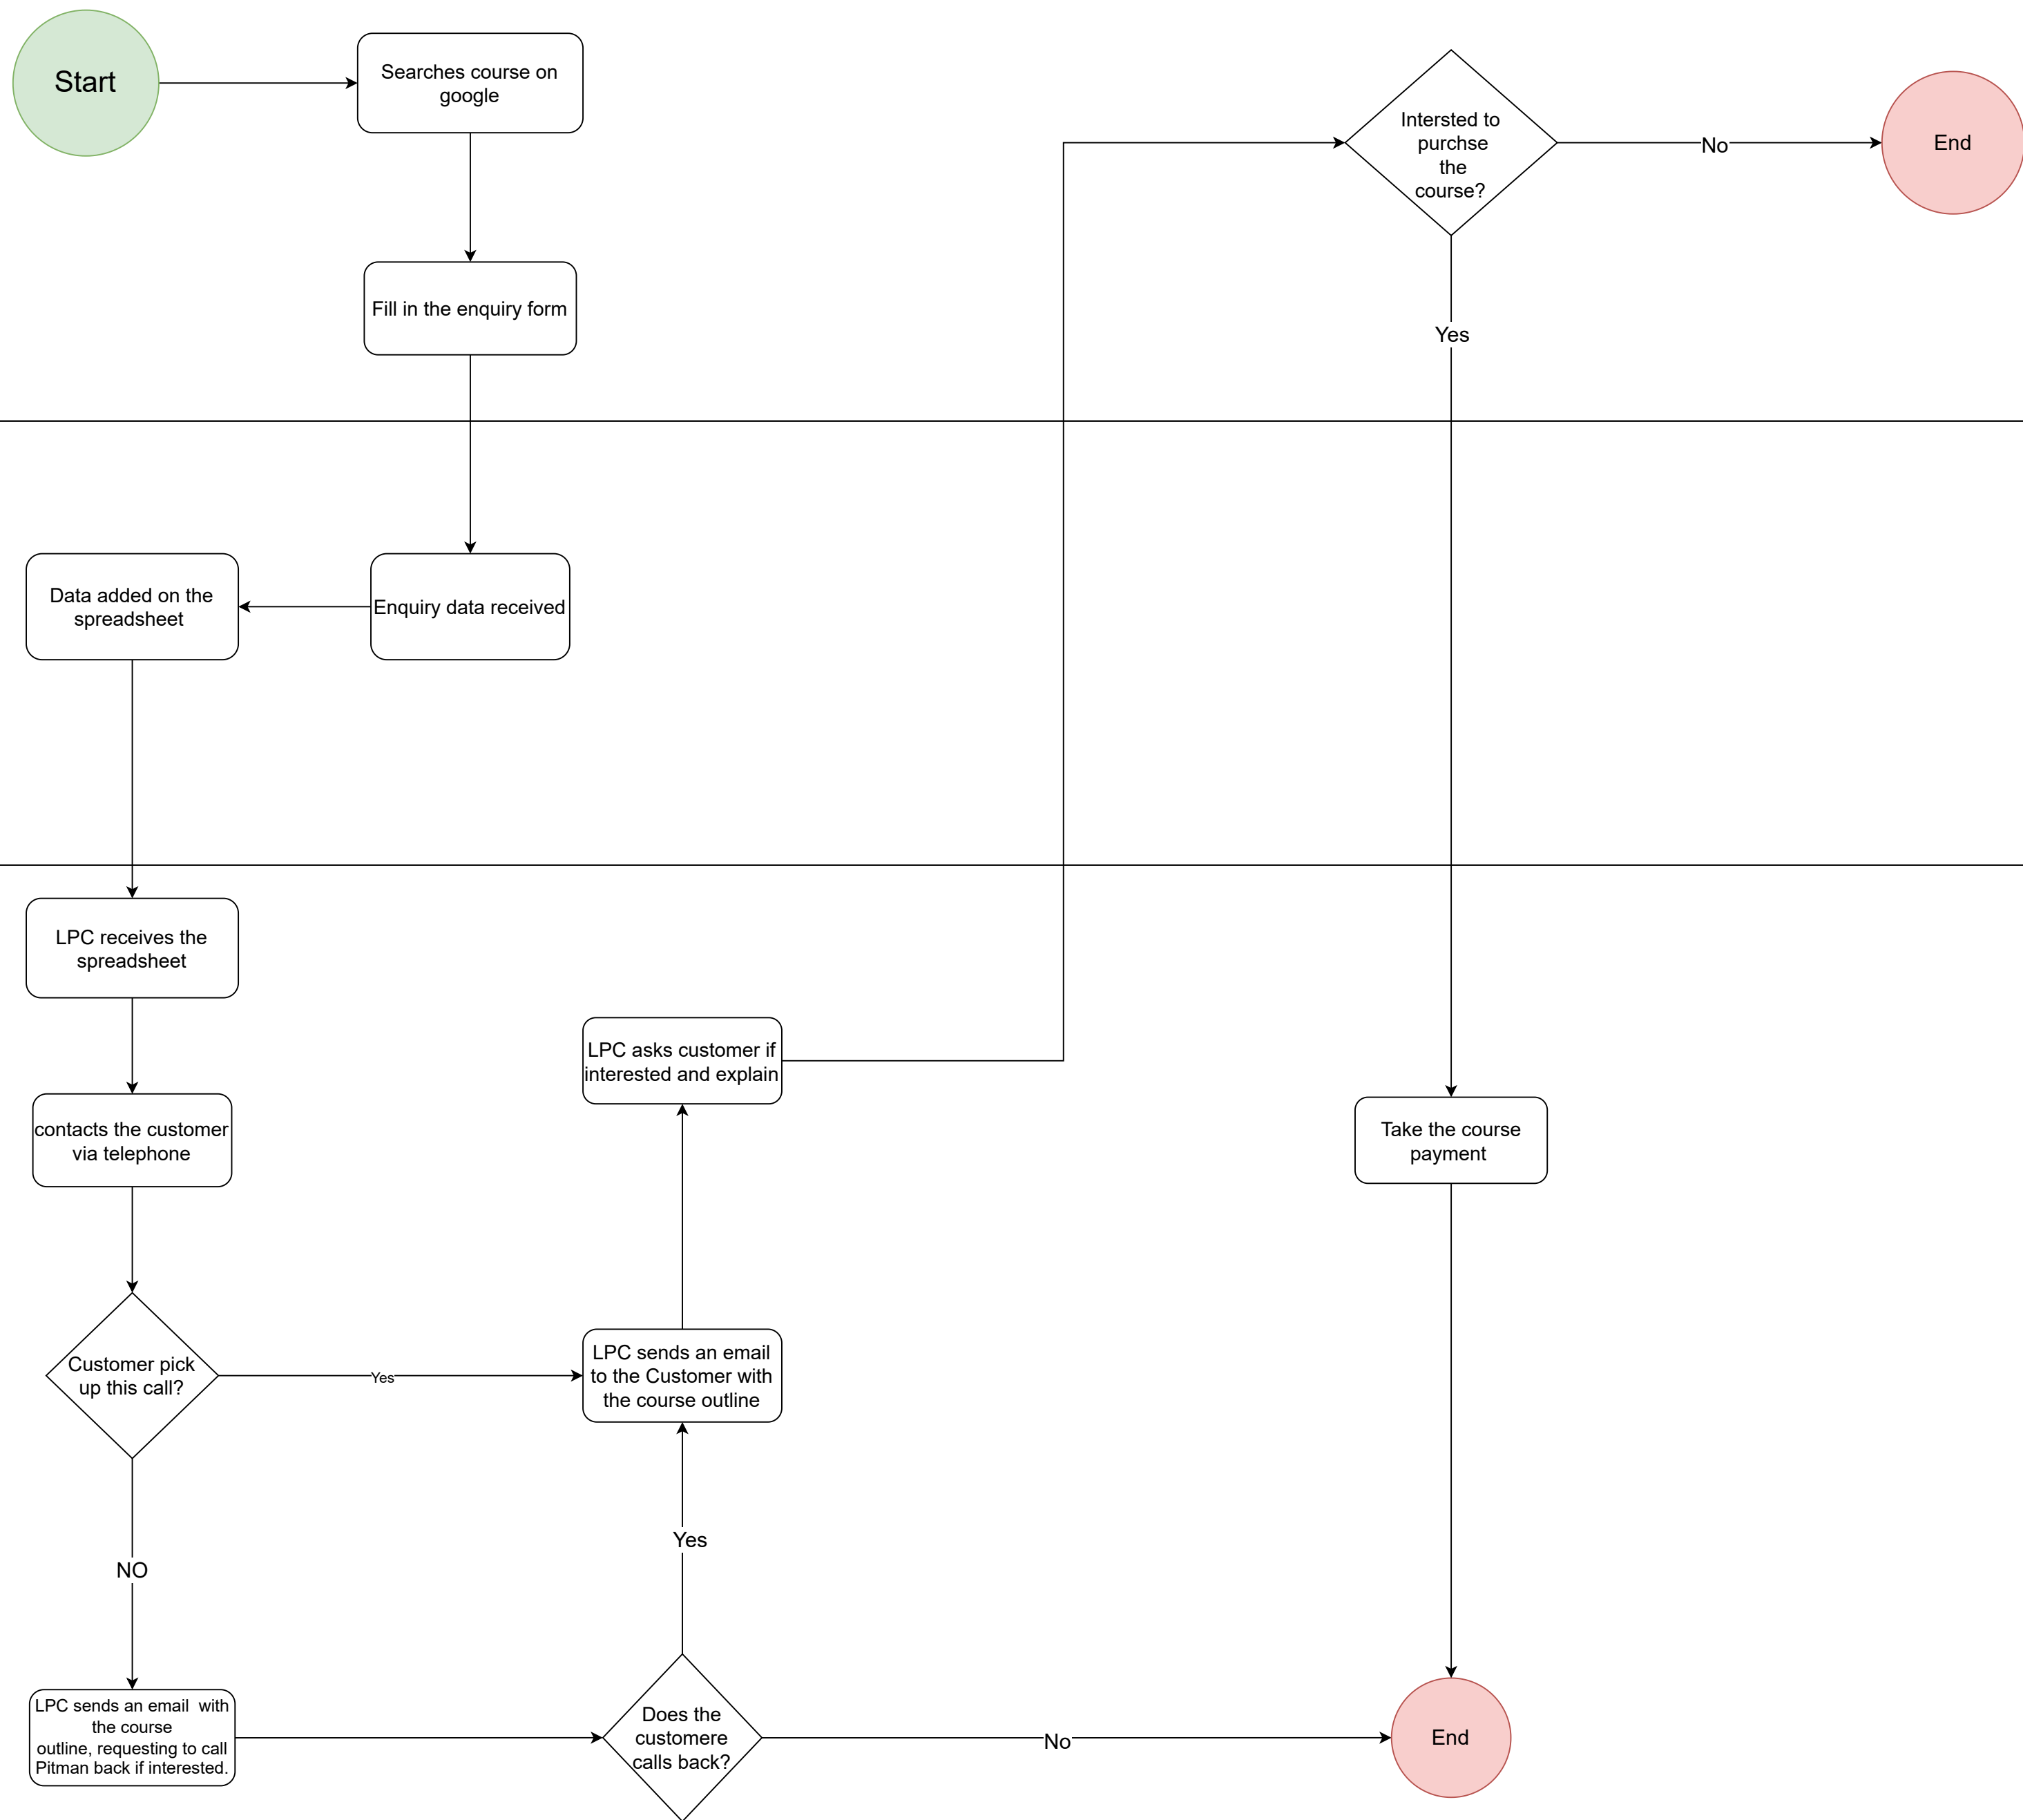 Start
Searches course on
google
Intersted to
purchse
the
course?
No
End
Fill in the enquiry form
Yes
Data added on the
spreadsheet
Enquiry data received
LPC receives the
spreadsheet
LPC asks customer if
interested and explain
contacts the customer
via telephone
Take the course
payment
Customer pick
up this call?
Yes
LPC sends an email
to the Customer with
the course outline
NO
Yes
LPC sends an email  with
the course
outline, requesting to call
Pitman back if interested.
Does the
customere
calls back?
No
End